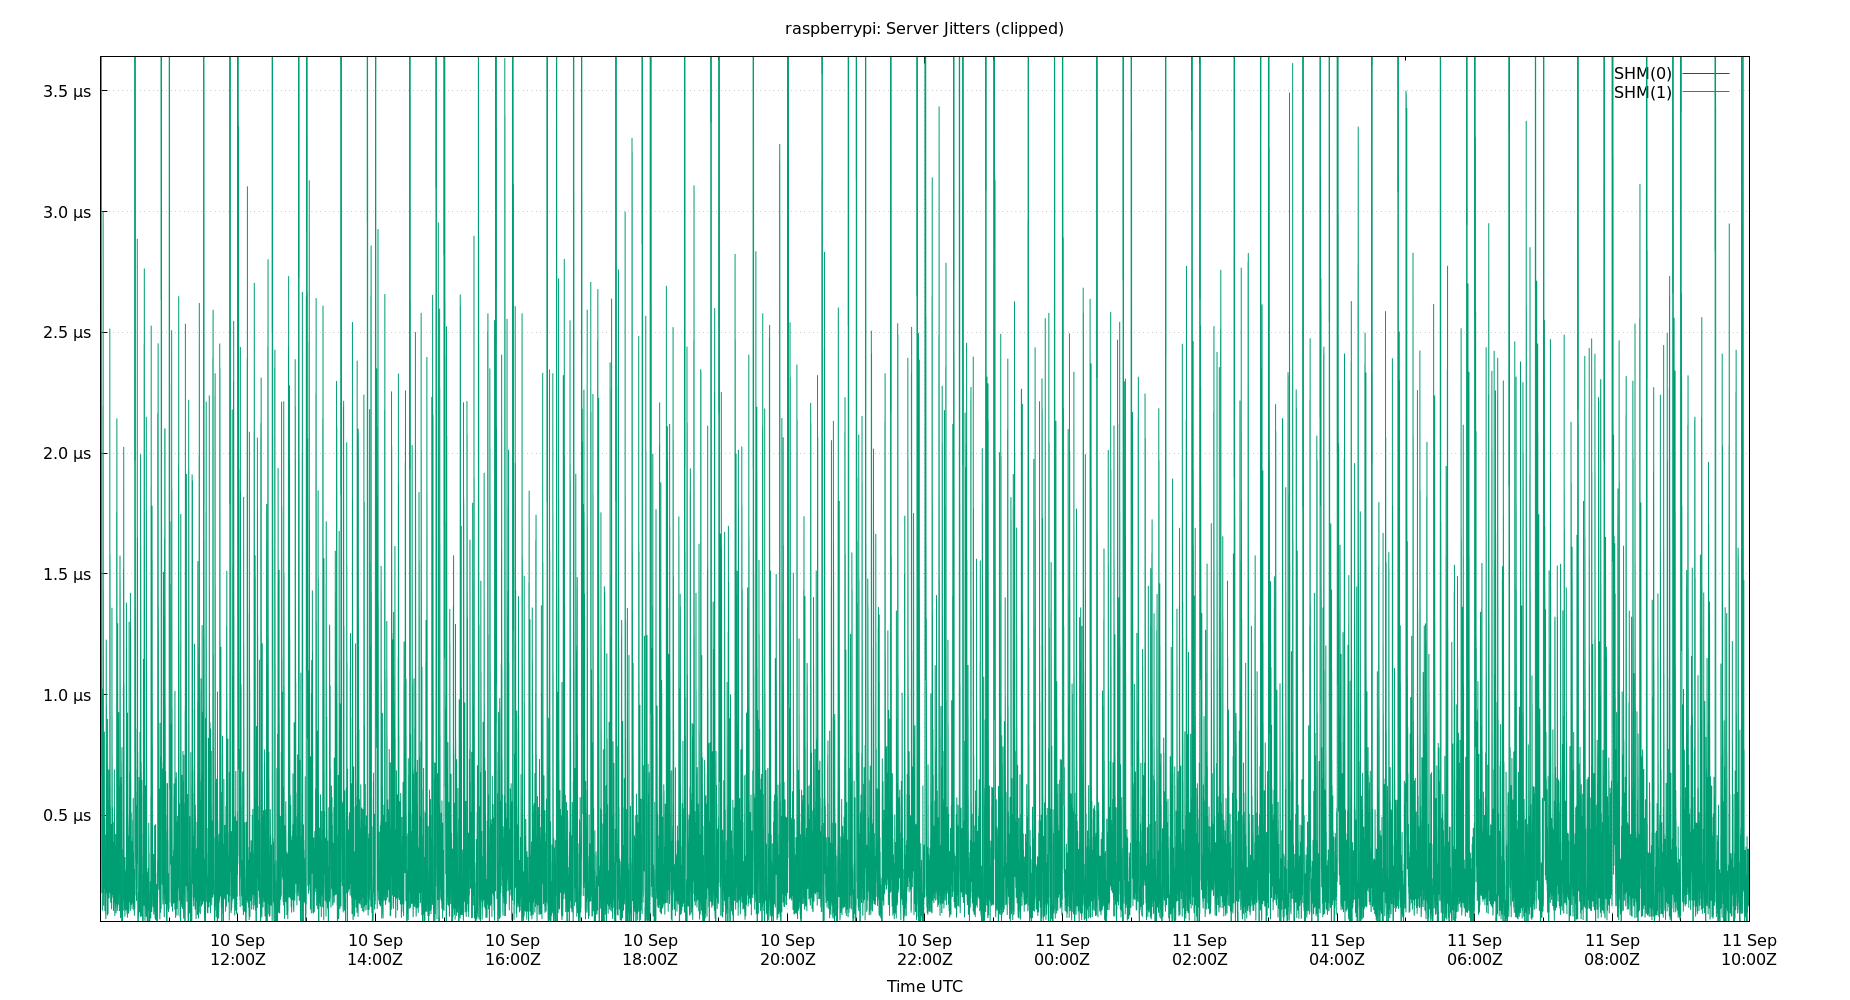 raspberrypi: Server Jitters (clipped)
SHM(0)
SHM(1)
3.5 µs
3.0 µs
2.5 µs
2.0 µs
1.5 µs
1.0 µs
0.5 µs
10 Sep 10 Sep 10 Sep 10 Sep 10 Sep 10 Sep 11 Sep 11 Sep 11 Sep 11 Sep 11 Sep 11 Sep
12:00Z 14:00Z 16:00Z 18:00Z 20:00Z 22:00Z 00:00Z 02:00Z 04:00Z 06:00Z 08:00Z 10:00Z
Time UTC